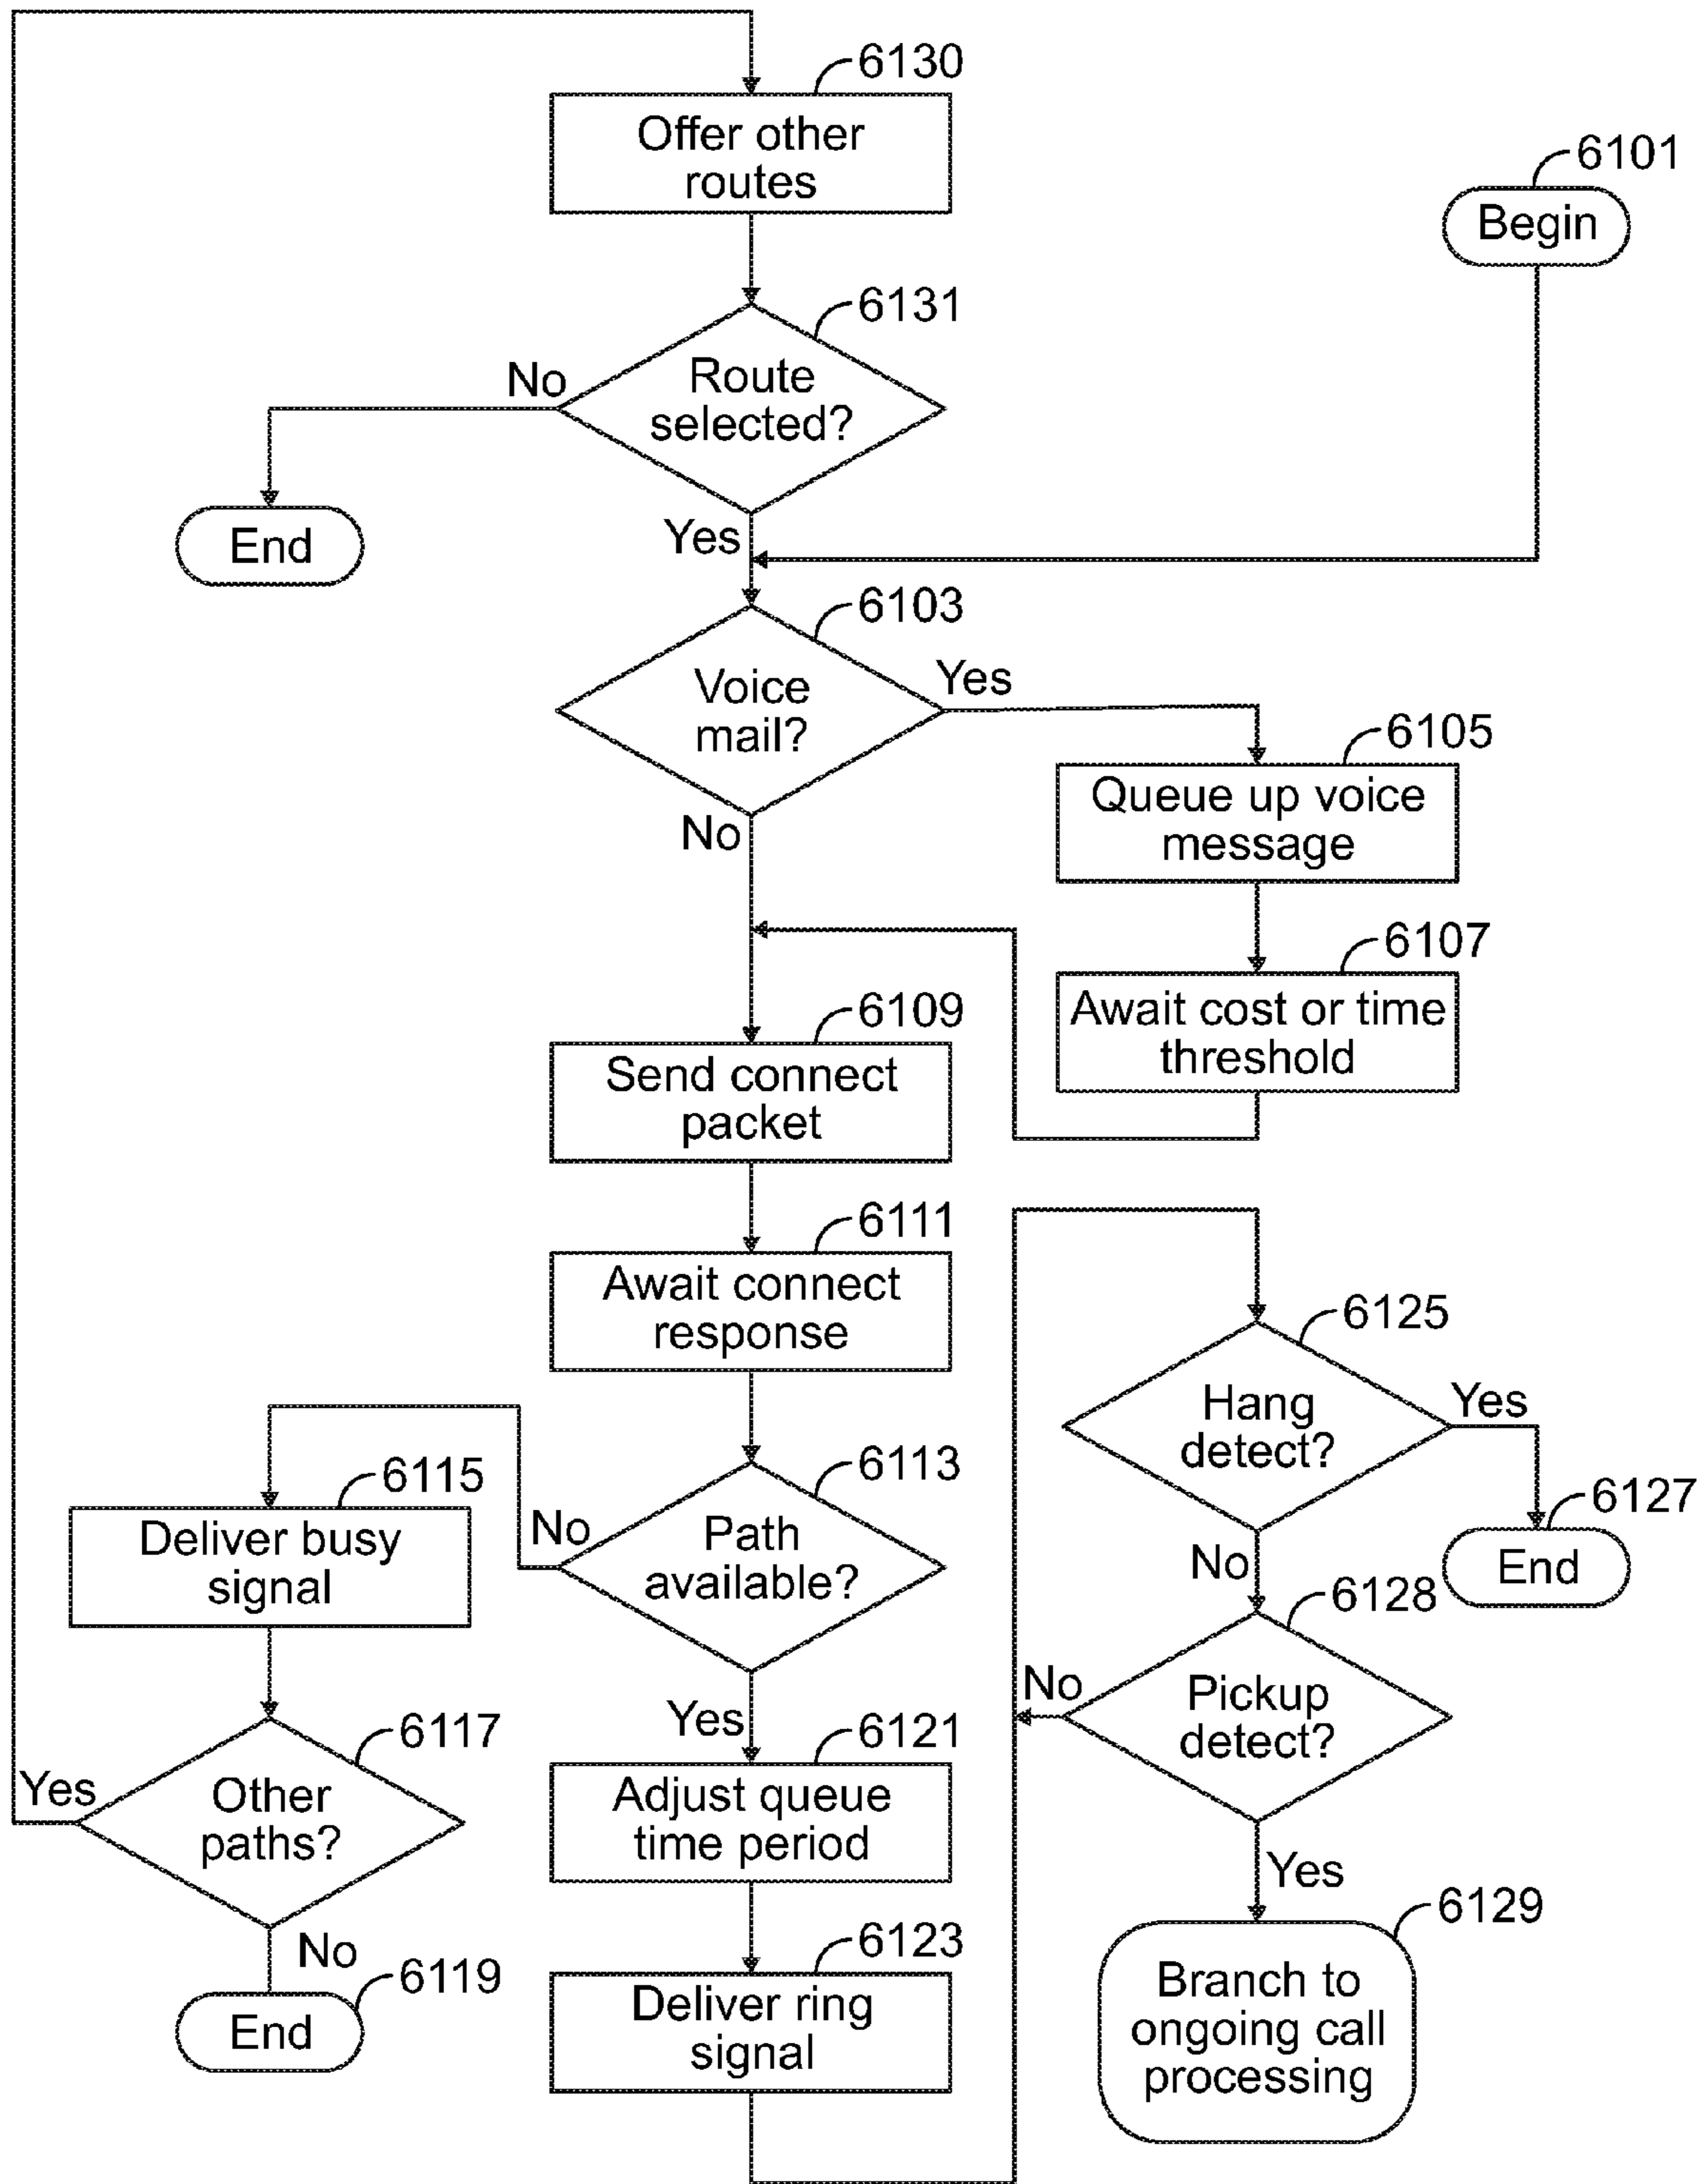 6130
Offer other
routes
6101
Begin
6131
Route
selected?
No
End
Yes
6103
Voice
mail?
Yes
6105
Queue up voice
message
No
6107
Await cost or time
threshold
6109
Send connect
packet
6111
Await connect
response
6125
Hang
detect?
Yes
6127
End
6113
Path
available?
No
6115
Deliver busy
signal
No
6128
Pickup
detect?
No
Yes
6121
Adjust queue
time period
6117
Other
paths?
Yes
Yes
6129
Branch to
ongoing call
processing
6123
Deliver ring
signal
No
6119
End